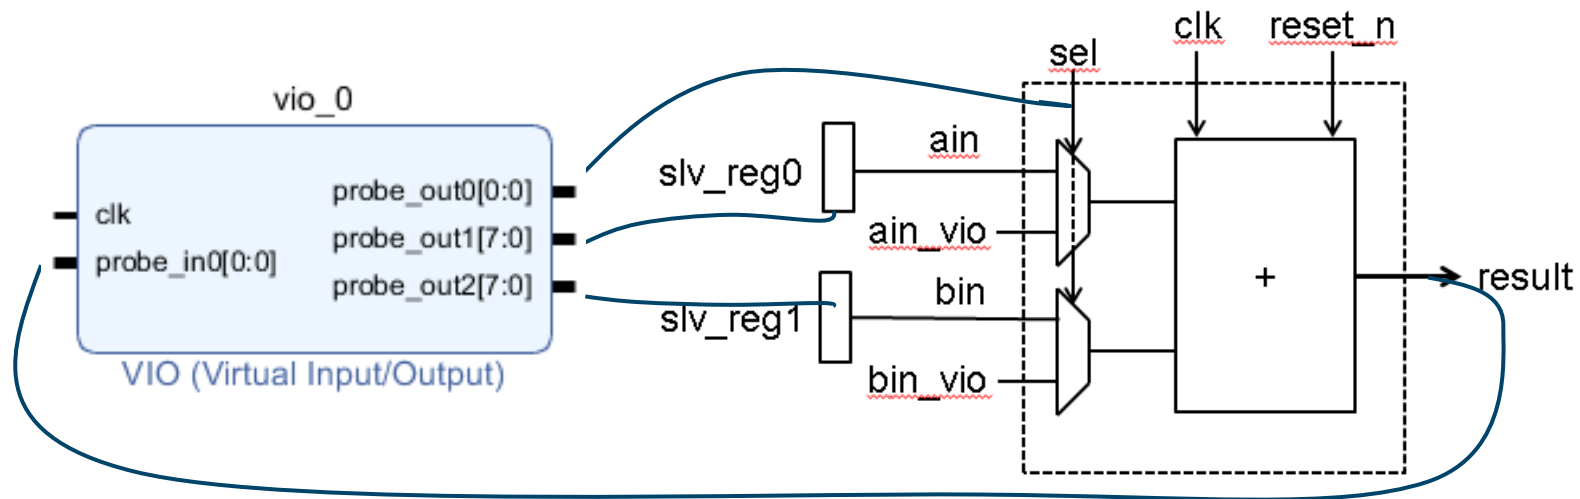 vio_0
clk
probe_in0[0:0]
probe_out0[0:0]
probe_out1[7:0]
probe_out2[7:0]
VIO (Virtual Input/Output)
slv_reg0
slv_reg1
ain
ain_vio
bin
bin_vio
sel
clk
reset_n
+
result